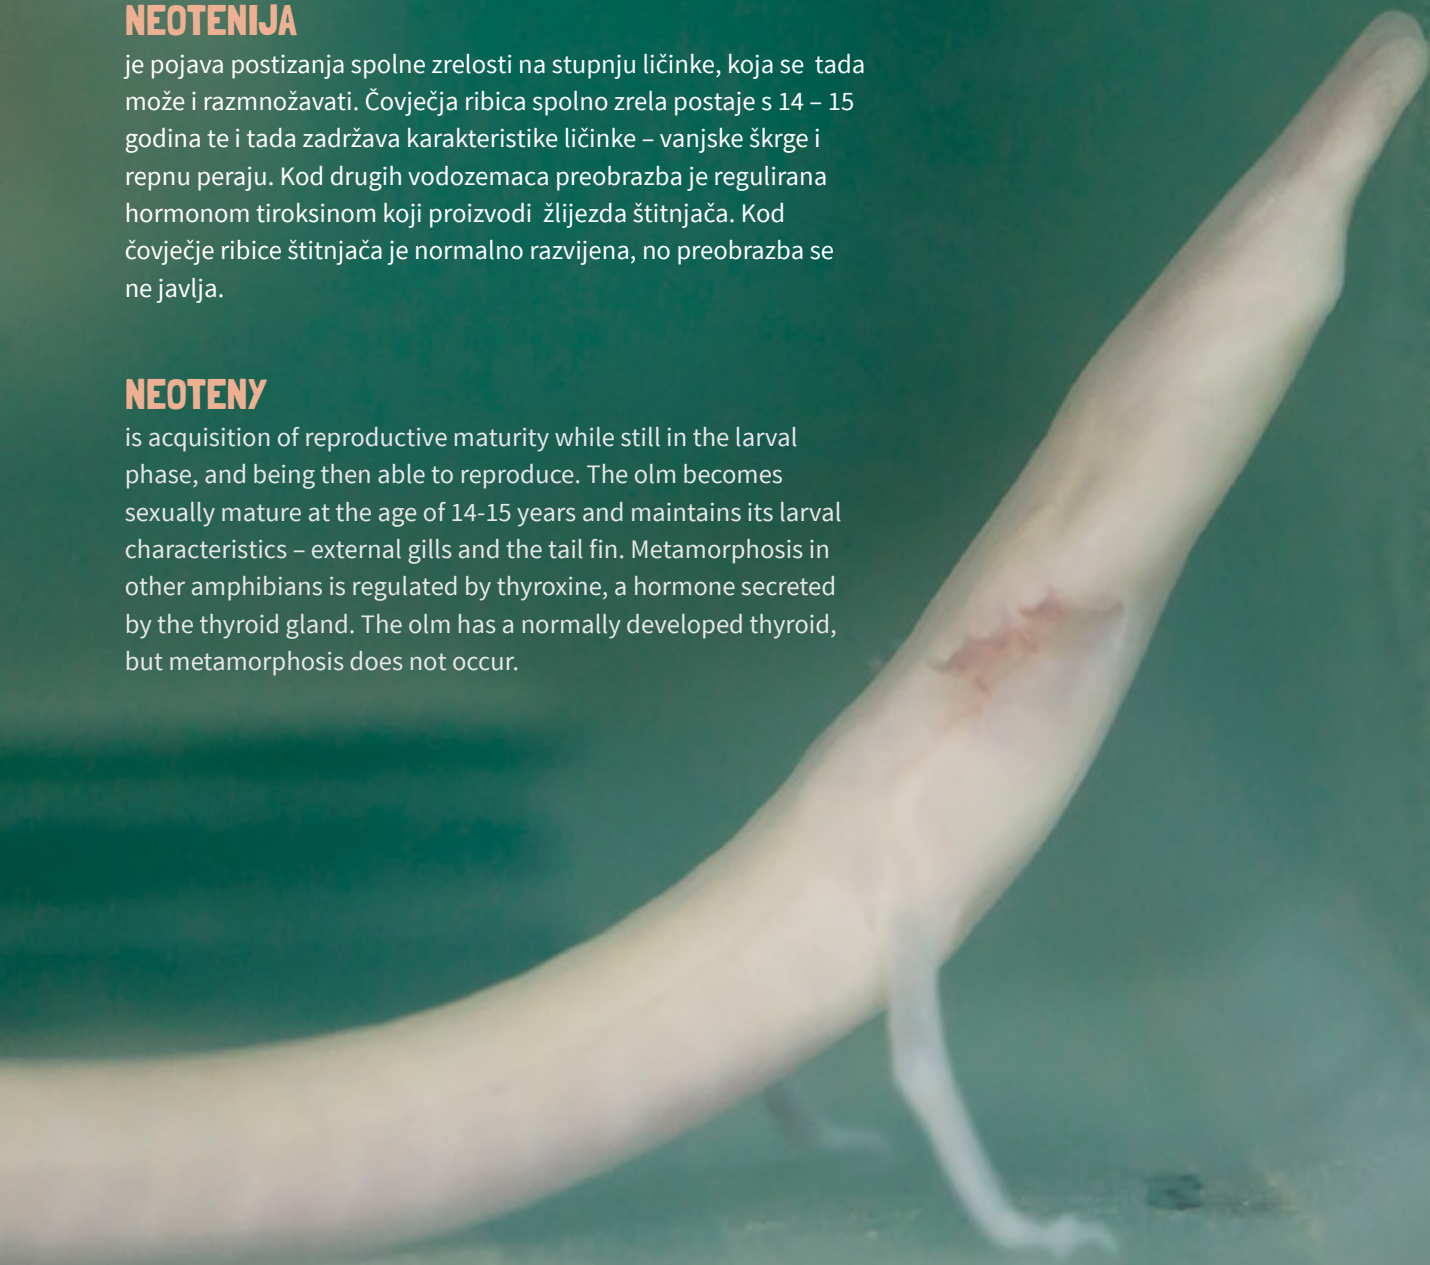 NEOTENIJA
je pojava postizanja spolne zrelosti na stupnju ličinke, koja se  tada
može i razmnožavati. Čovječja ribica spolno zrela postaje s 14 – 15
godina te i tada zadržava karakteristike ličinke – vanjske škrge i
repnu peraju. Kod drugih vodozemaca preobrazba je regulirana
hormonom tiroksinom koji proizvodi  žlijezda štitnjača. Kod
čovječje ribice štitnjača je normalno razvijena, no preobrazba se
ne javlja.
NEOTENY
is acquisition of reproductive maturity while still in the larval
phase, and being then able to reproduce. The olm becomes
sexually mature at the age of 14-15 years and maintains its larval
characteristics – external gills and the tail fin. Metamorphosis in
other amphibians is regulated by thyroxine, a hormone secreted
by the thyroid gland. The olm has a normally developed thyroid,
but metamorphosis does not occur.